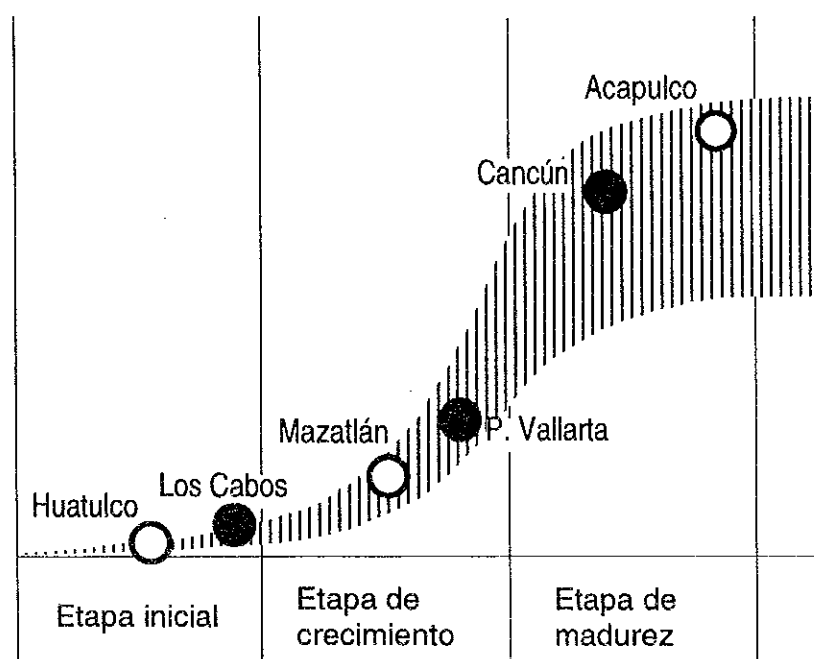 Acapulco
Cancún
Mazatlán
P. Vallarta
Los Cabos
Huatulco
Etapa inicial
Etapa de
crecimiento
Etapa de
madurez